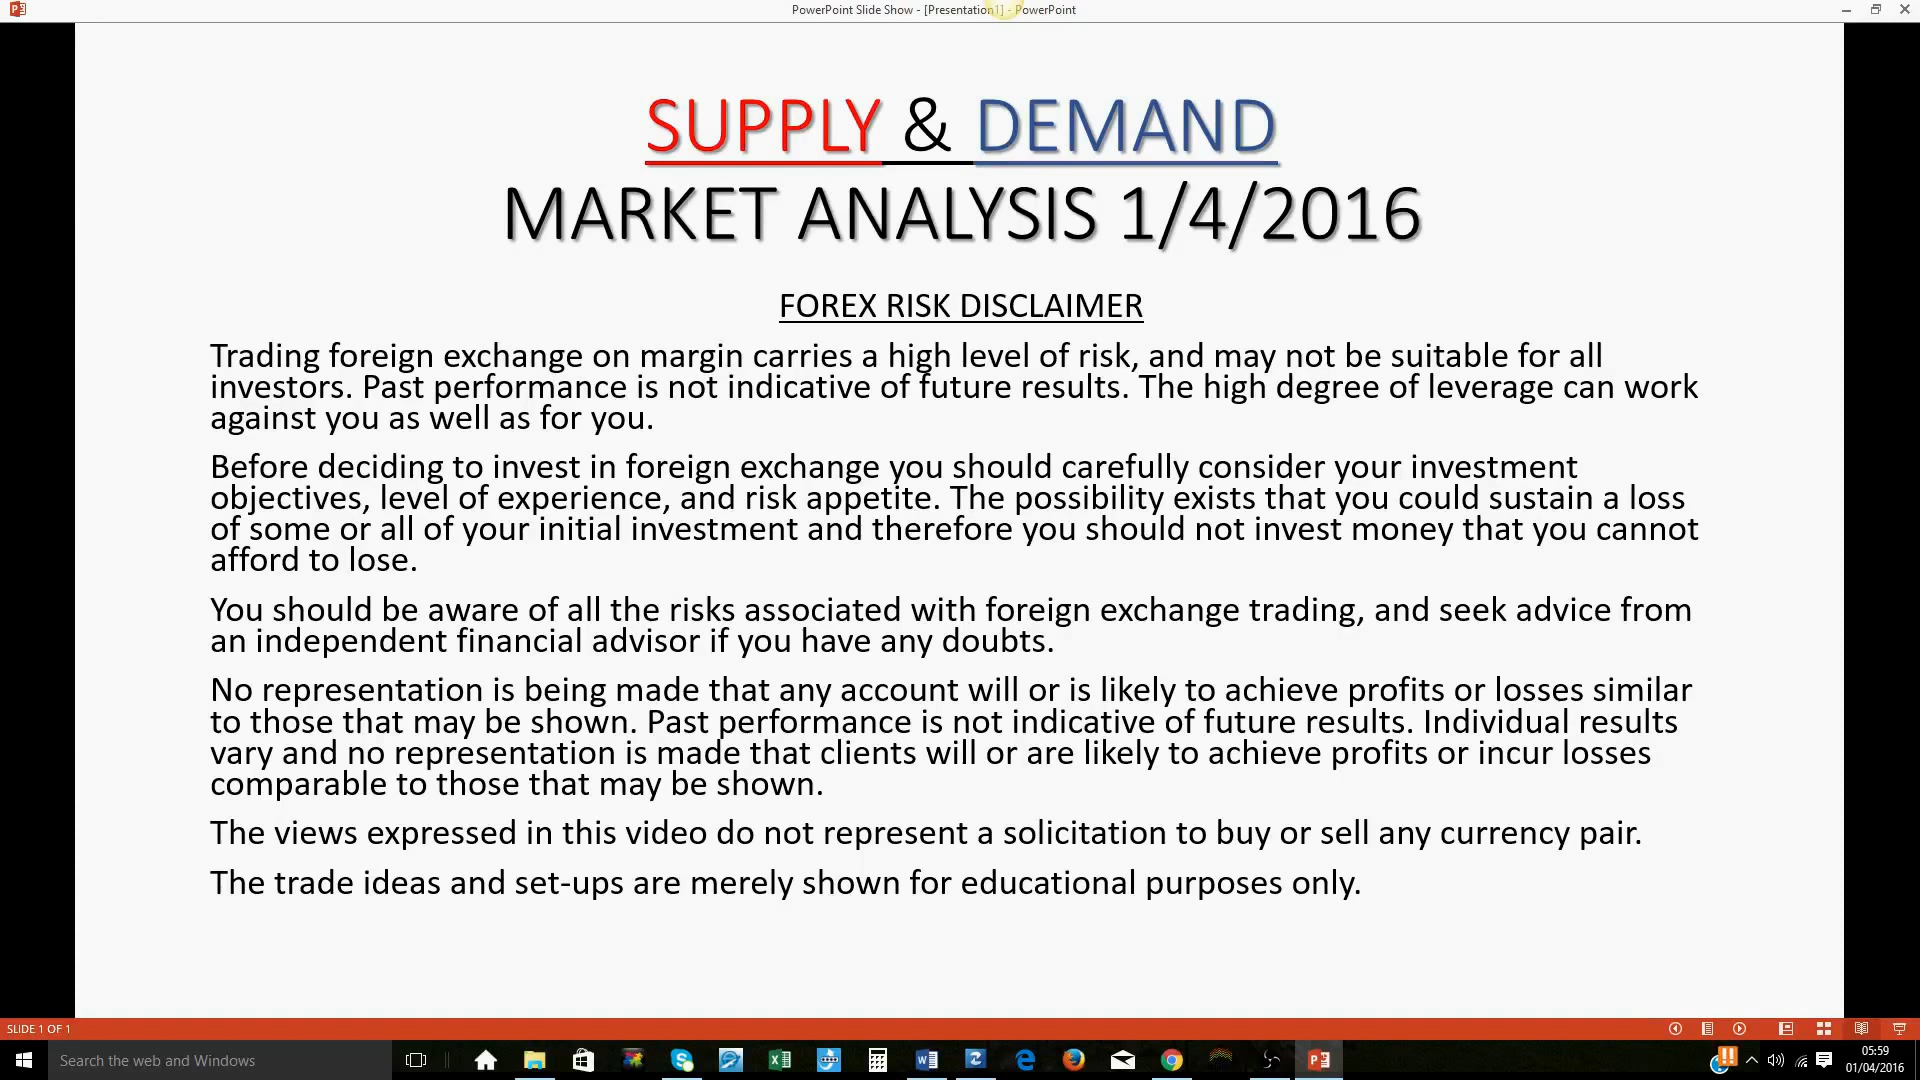 PowerPoint Slide Show - [Presentation1] - PowerPoint
SUPPLY & DEMAND
MARKET ANALYSIS 1/4/2016
FOREX RISK DISCLAIMER
Trading foreign exchange on margin carries a high level of risk, and may not be suitable for all
investors. Past performance is not indicative of future results. The high degree of leverage can work
against you as well as for you.
Before deciding to invest in foreign exchange you should carefully consider your investment
objectives, level of experience, and risk appetite. The possibility exists that you could sustain a loss
of some or all of your initial investment and therefore you should not invest money that you cannot
afford to lose.
You should be aware of all the risks associated with foreign exchange trading, and seek advice from
an independent financial advisor if you have any doubts.
No representation is being made that any account will or is likely to achieve profits or losses similar
to those that may be shown. Past performance is not indicative of future results. Individual results
vary and no representation is made that clients will or are likely to achieve profits or incur losses
comparable to those that may be shown.
The views expressed in this video do not represent a solicitation to buy or sell any currency pair.
The trade ideas and set-ups are merely shown for educational purposes only.
SLIDE 1 OF 1
Search the web and Windows
05:59
01/04/2016